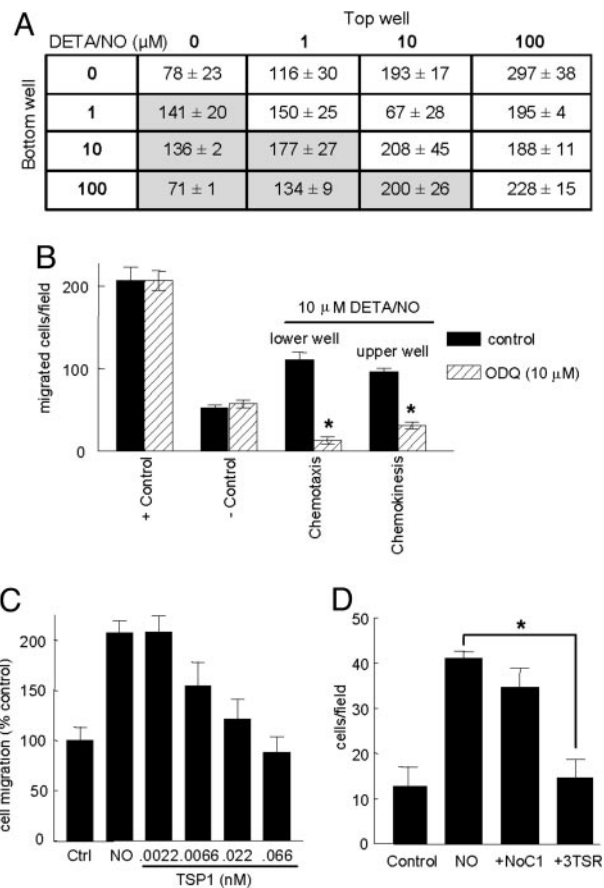 A
Top well
DETA/NO (μM) 0 1 10 100
Bottom well
0 78 ± 23 116 ± 30 193 ± 17 297 ± 38
1 141 ± 20 150 ± 25 67 ± 28 195 ± 4
10 136 ± 2 177 ± 27 208 ± 45 188 ± 11
100 71 ± 1 134 ± 9 200 ± 26 228 ± 15
B
migrated cells/field
200
100
0
10 μM DETA/NO
lower well
upper well
control
ODQ (10 μM)
*
*
+ Control
- Control
Chemotaxis
Chemokinesis
C
cell migration (% control)
200
150
100
50
0
Ctrl NO .0022 .0066 .022 .066
TSP1 (nM)
D
cells/field
50
40
30
20
10
0
*
Control NO +NoC1 +3TSR